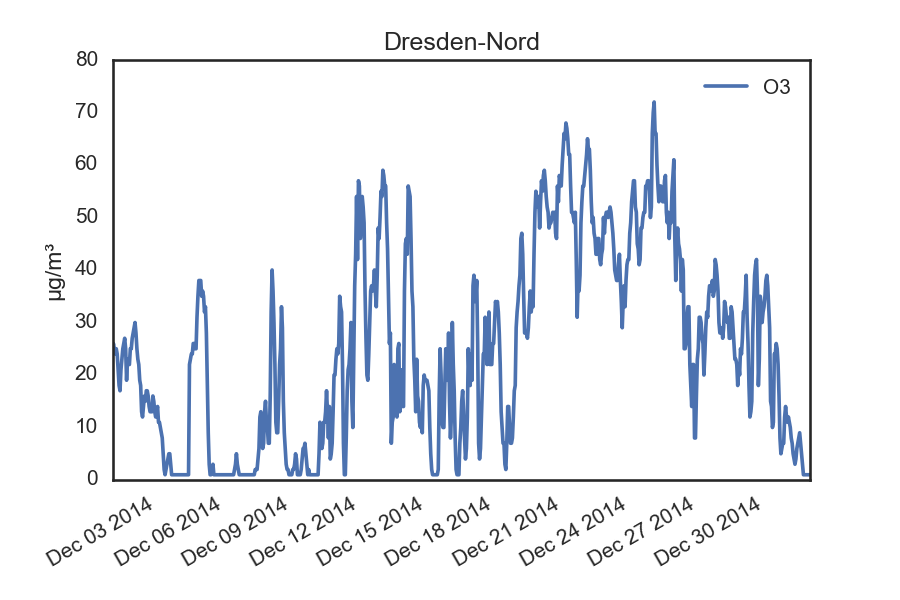 Dresden-Nord
O3
µg/m³
80
70
60
50
40
30
20
10
0
Dec 03 2014
Dec 06 2014
Dec 09 2014
Dec 12 2014
Dec 15 2014
Dec 18 2014
Dec 21 2014
Dec 24 2014
Dec 27 2014
Dec 30 2014